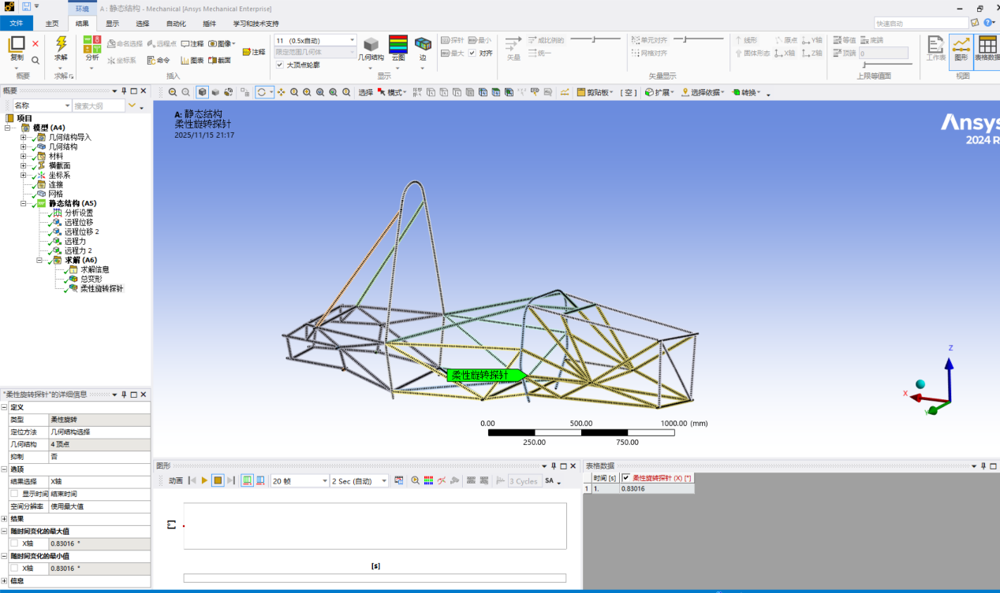 环境
A : 静态结构 - Mechanical [Ansys Mechanical Enterprise]
文件 主页 结果 显示 选择 自动化 插件 学习和技术支持
快速启动
复制
求解
分析
命名选择 远程点 注释 图像
坐标系 命令 图表 截面
注释
11 (0.5x自动)
限定范围几何体
大顶点轮廓
几何结构 云图 边
探针 最小
最大 对齐
矢量
成比例的
统一
单元对齐
网格对齐
线形 原点 Y轴
固体形态 X轴 Z轴
等值 底端
顶端 0
工作表 图形 表格数据
概要 求解 插入 显示 矢量显示 上限等值面 视图
概要
名称 搜索大纲
选择 模式 剪贴板 [ 空 ] 扩展 选择依据 转换
项目
模型 (A4)
几何结构导入
几何结构
材料
横截面
坐标系
连接
网格
静态结构 (A5)
分析设置
远程位移
远程位移 2
远程力
远程力 2
求解 (A6)
求解信息
总变形
柔性旋转探针
A: 静态结构
柔性旋转探针
2025/11/15 21:17
Ansys
2024 R
柔性旋转探针
Z
X
Y
0.00 500.00 1000.00 (mm)
250.00 750.00
"柔性旋转探针"的详细信息
定义
类型 柔性旋转
定位方法 几何结构选择
几何结构 4 顶点
抑制 否
选项
结果选择 X轴
显示时间 结束时间
空间分辨率 使用最大值
结果
随时间变化的最大值
X轴 0.83016 °
随时间变化的最小值
X轴 0.83016 °
信息
图形
动画 20 帧 2 Sec (自动) 3 Cycles SA
[°]
[s]
表格数据
时间 [s] 柔性旋转探针 (X) [°]
1 1. 0.83016